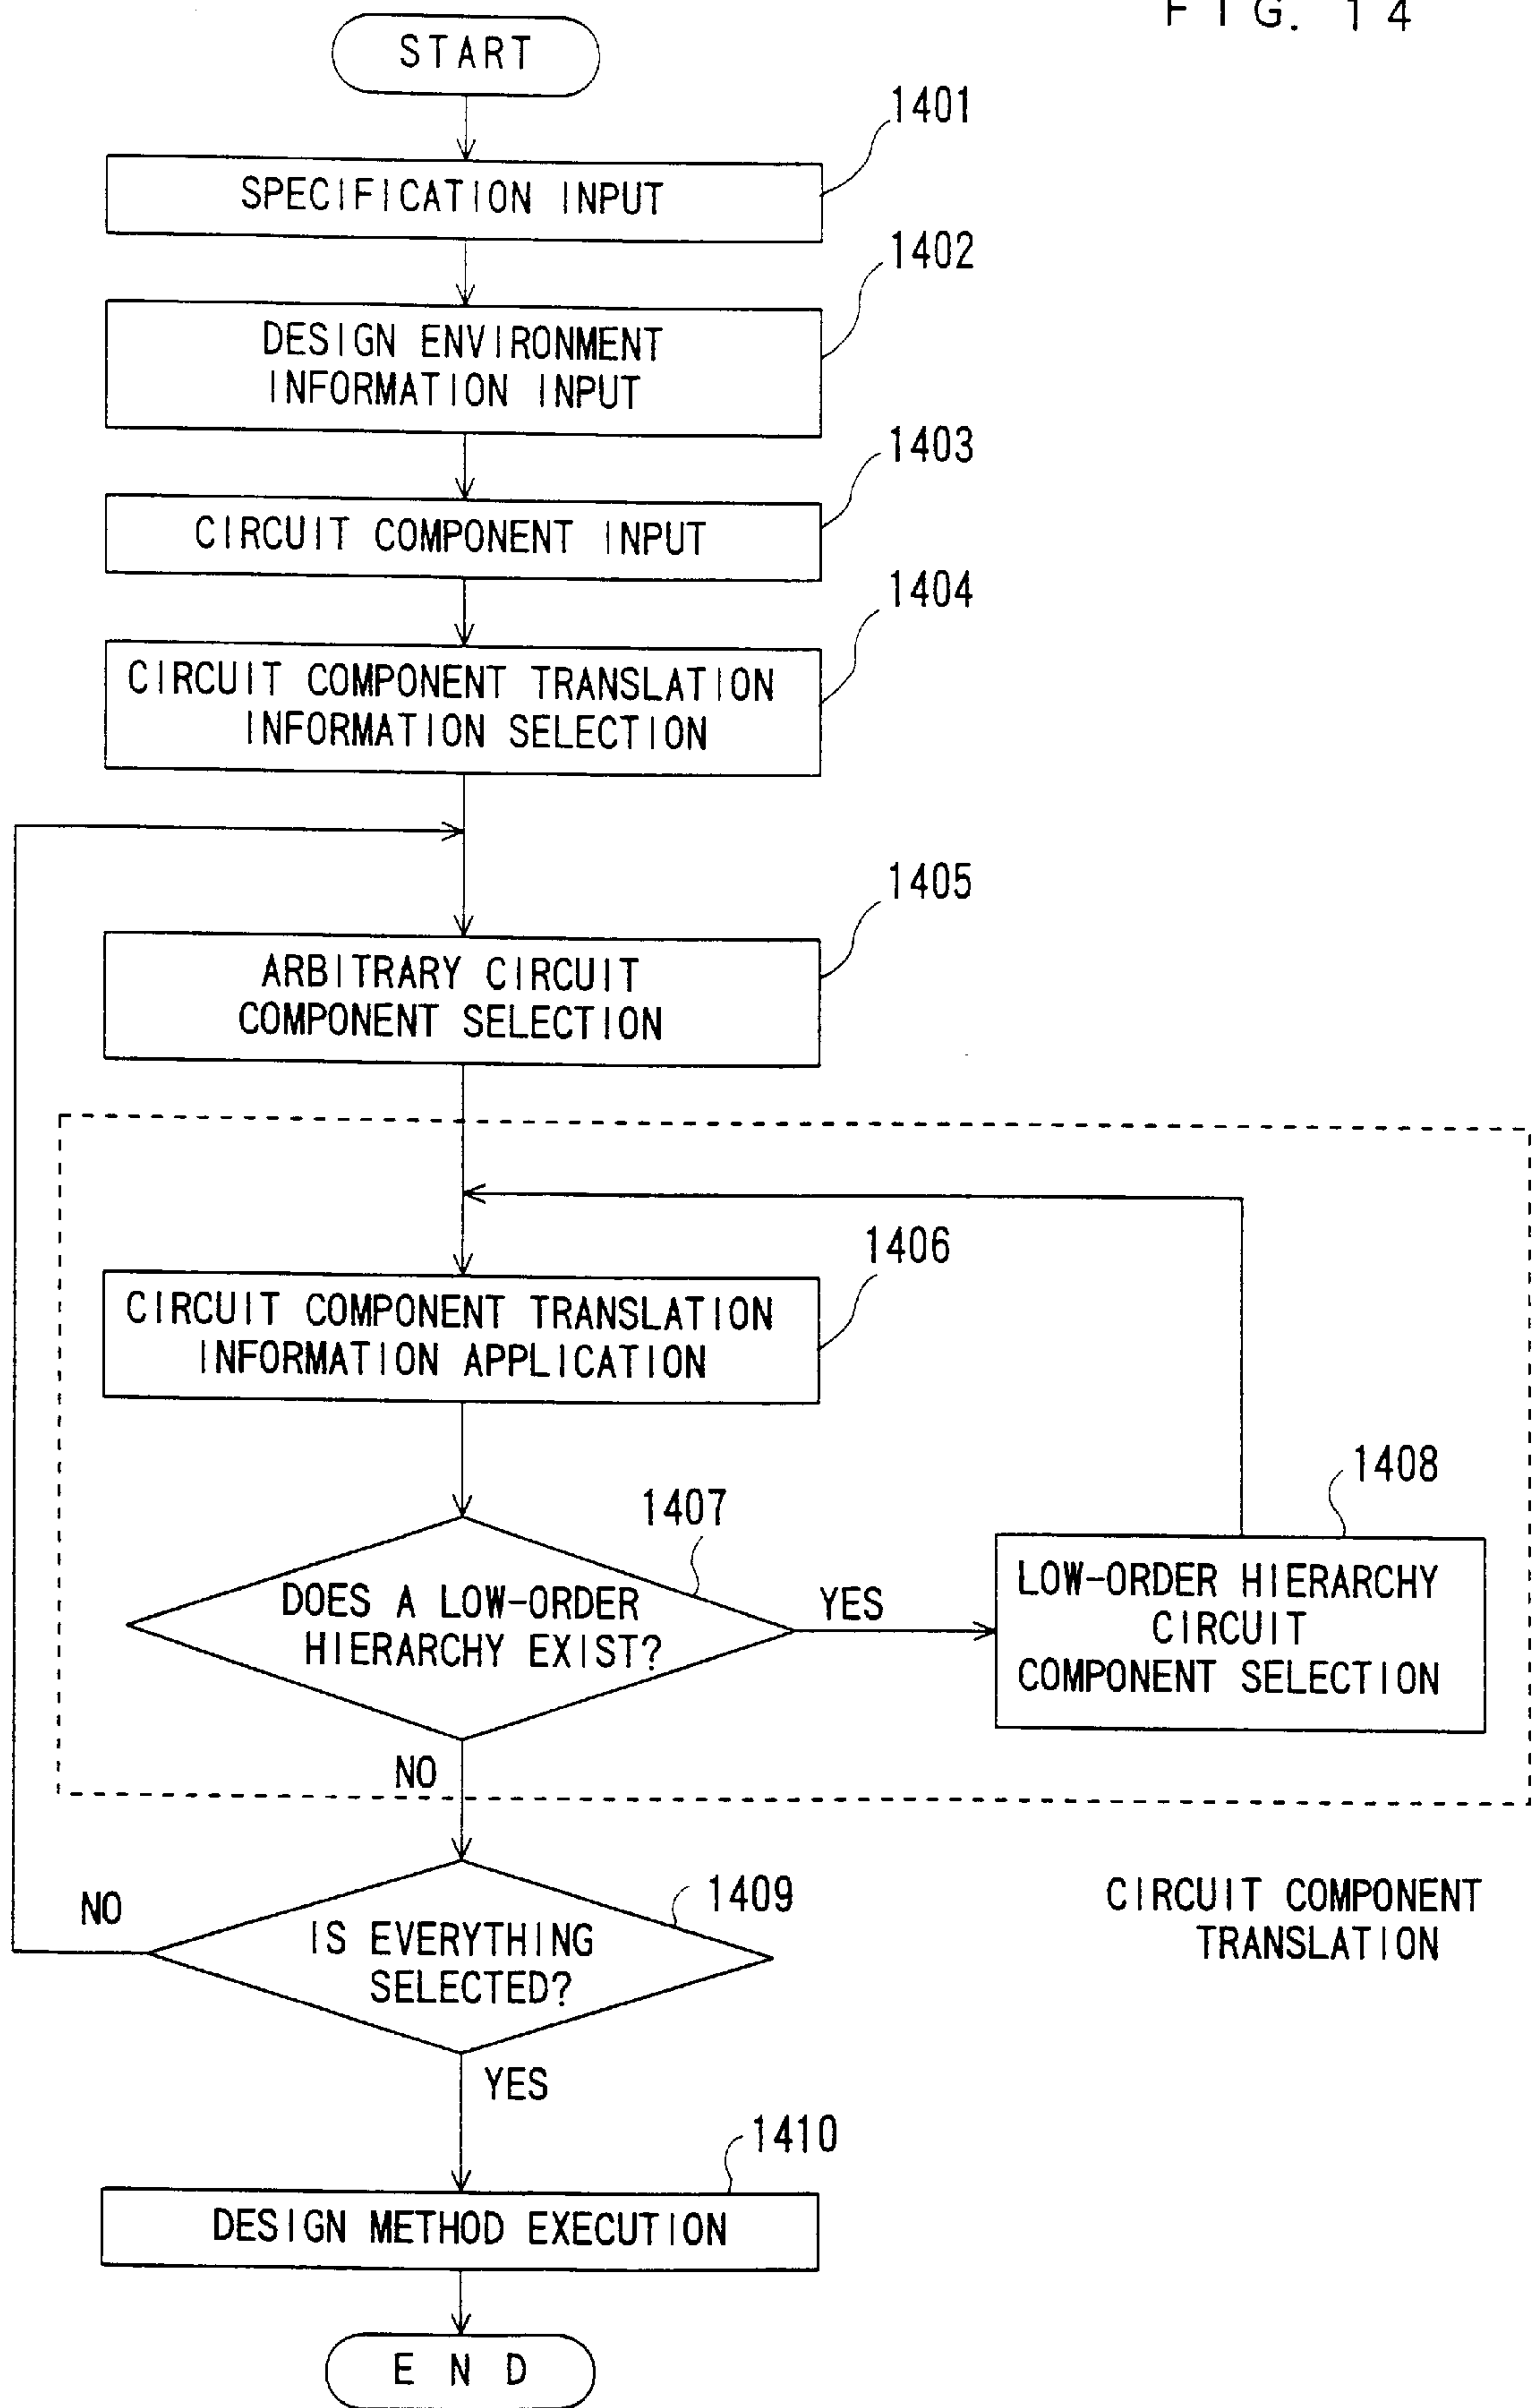 FIG. 14
START
1401
SPECIFICATION INPUT
1402
DESIGN ENVIRONMENT
INFORMATION INPUT
1403
CIRCUIT COMPONENT INPUT
1404
CIRCUIT COMPONENT TRANSLATION
INFORMATION SELECTION
1405
ARBITRARY CIRCUIT
COMPONENT SELECTION
1406
CIRCUIT COMPONENT TRANSLATION
INFORMATION APPLICATION
1407
DOES A LOW-ORDER
HIERARCHY EXIST?
YES
1408
LOW-ORDER HIERARCHY
CIRCUIT
COMPONENT SELECTION
NO
1409
IS EVERYTHING
SELECTED?
NO
CIRCUIT COMPONENT
TRANSLATION
YES
1410
DESIGN METHOD EXECUTION
END